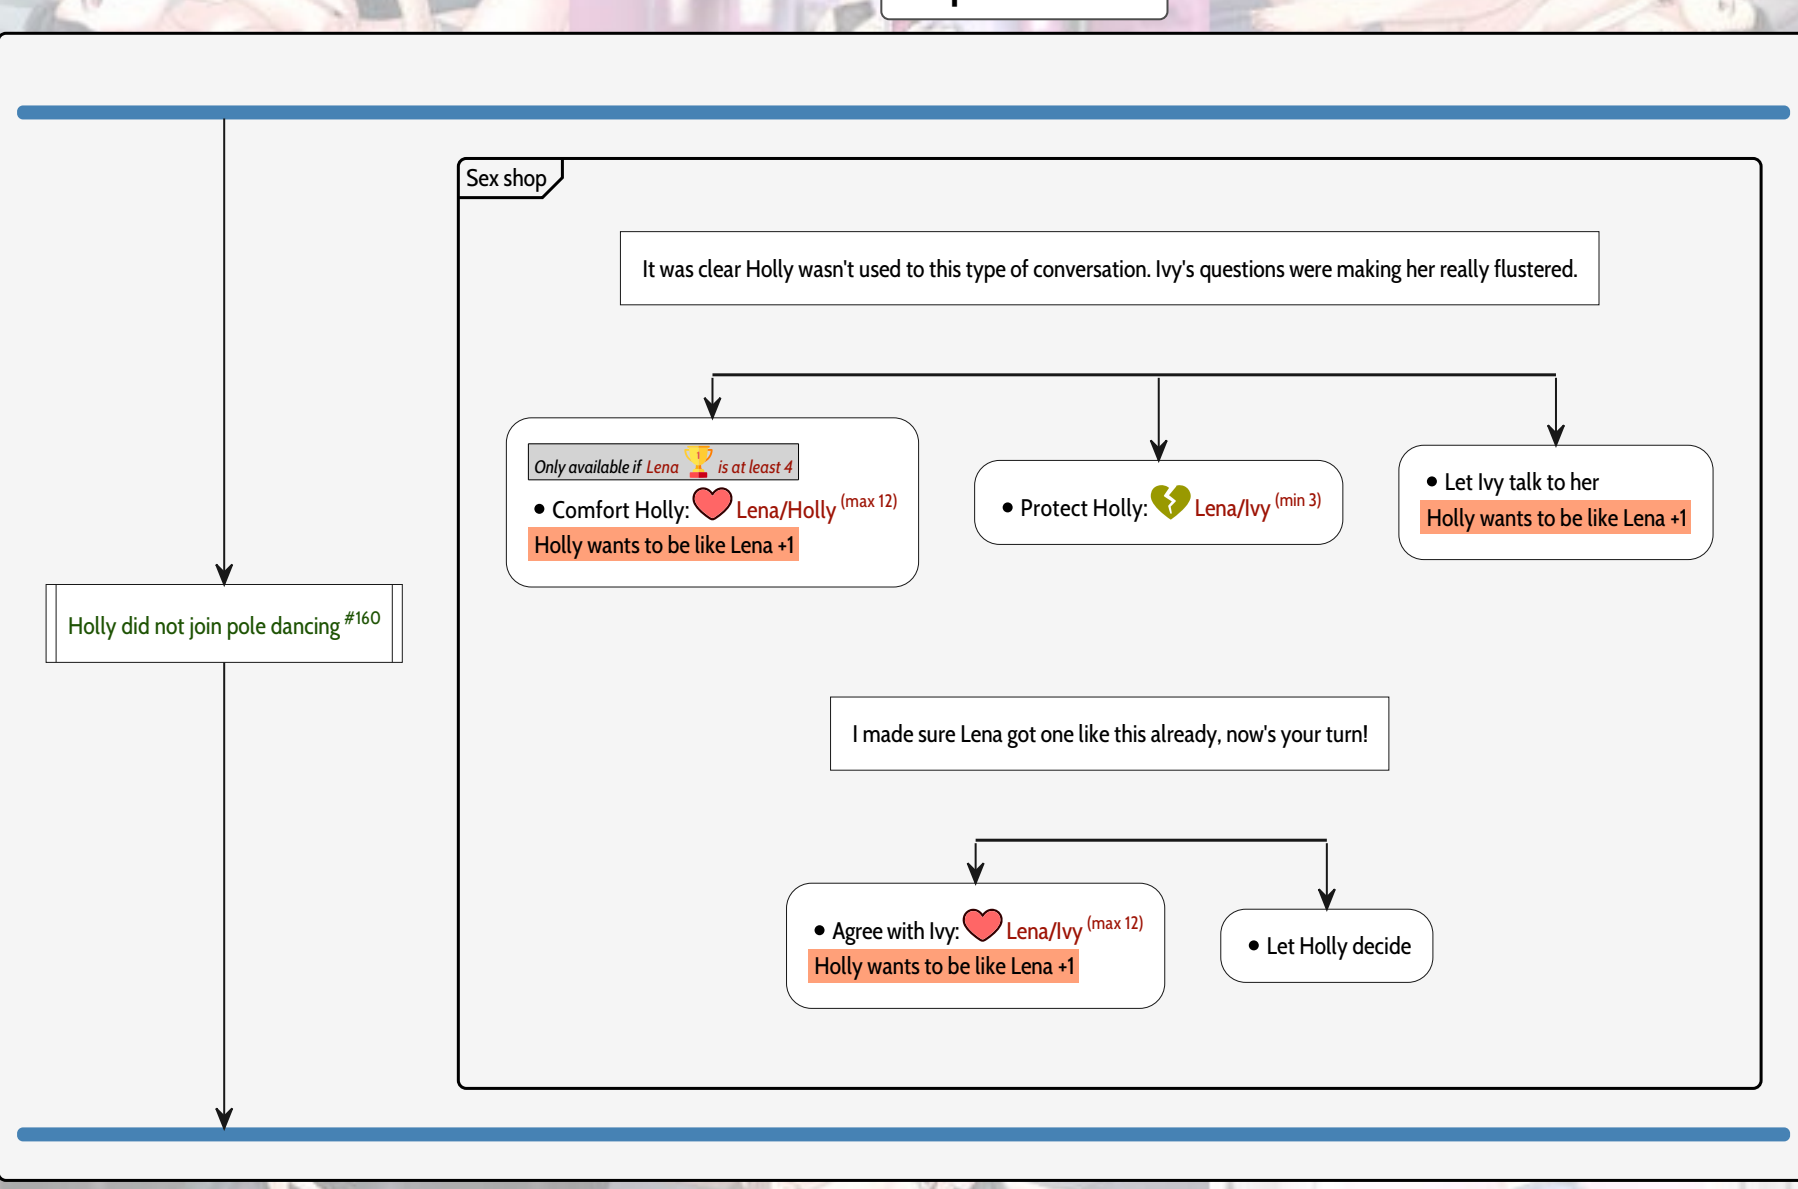 Sex shop
It was clear Holly wasn't used to this type of conversation. Ivy's questions were making her really flustered.
Only available if Lena is at least 4
• Comfort Holly: Lena/Holly (max 12)
Holly wants to be like Lena +1
• Protect Holly: Lena/Ivy (min 3)
• Let Ivy talk to her
Holly wants to be like Lena +1
Holly did not join pole dancing #160
I made sure Lena got one like this already, now's your turn!
• Agree with Ivy: Lena/Ivy (max 12)
Holly wants to be like Lena +1
• Let Holly decide